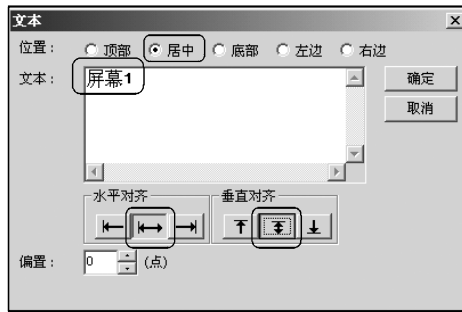 文本
位置： 顶部 居中 底部 左边 右边
文本： 屏幕1
确定
取消
水平对齐 垂直对齐
偏置： 0 (点)